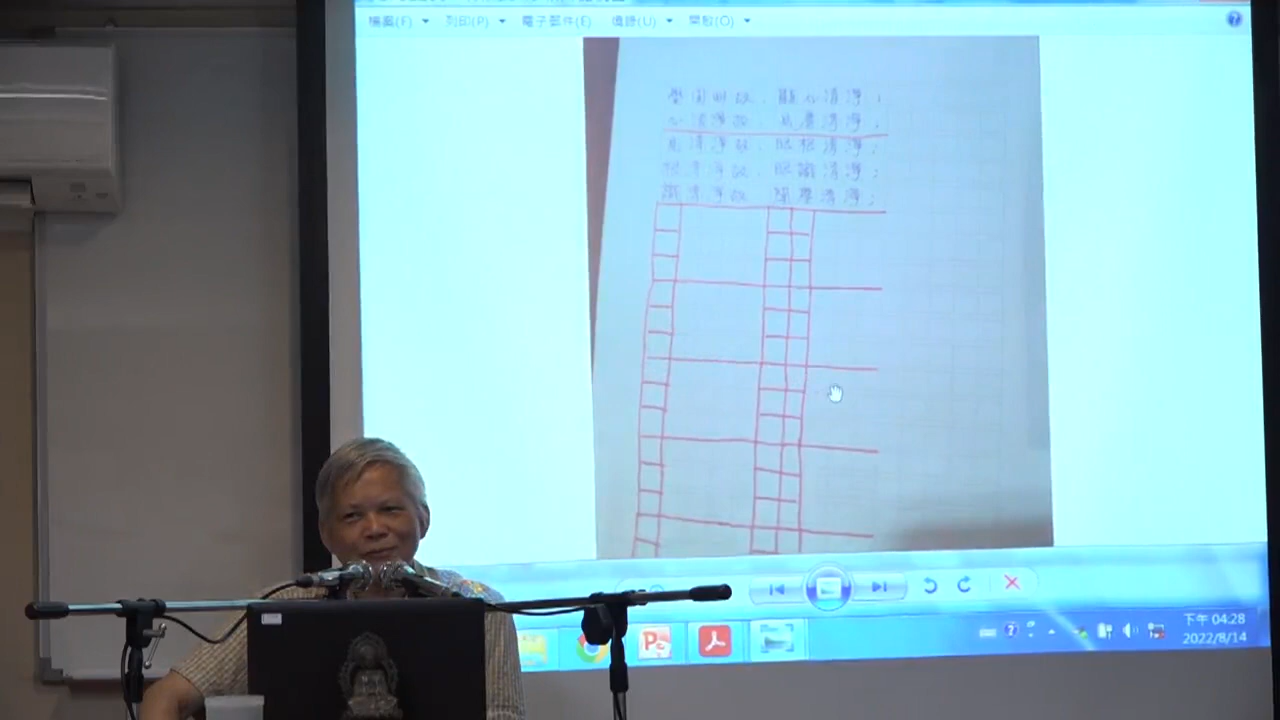 檔案(F) 列印(P) 電子郵件(E) 燒錄(U) 開啟(O)
覺圓明故，顯心清淨；
心清淨故，見塵清淨；
見清淨故，眼根清淨；
根清淨故，眼識清淨；
識清淨故，聞塵清淨；
下午 04:28
2022/8/14